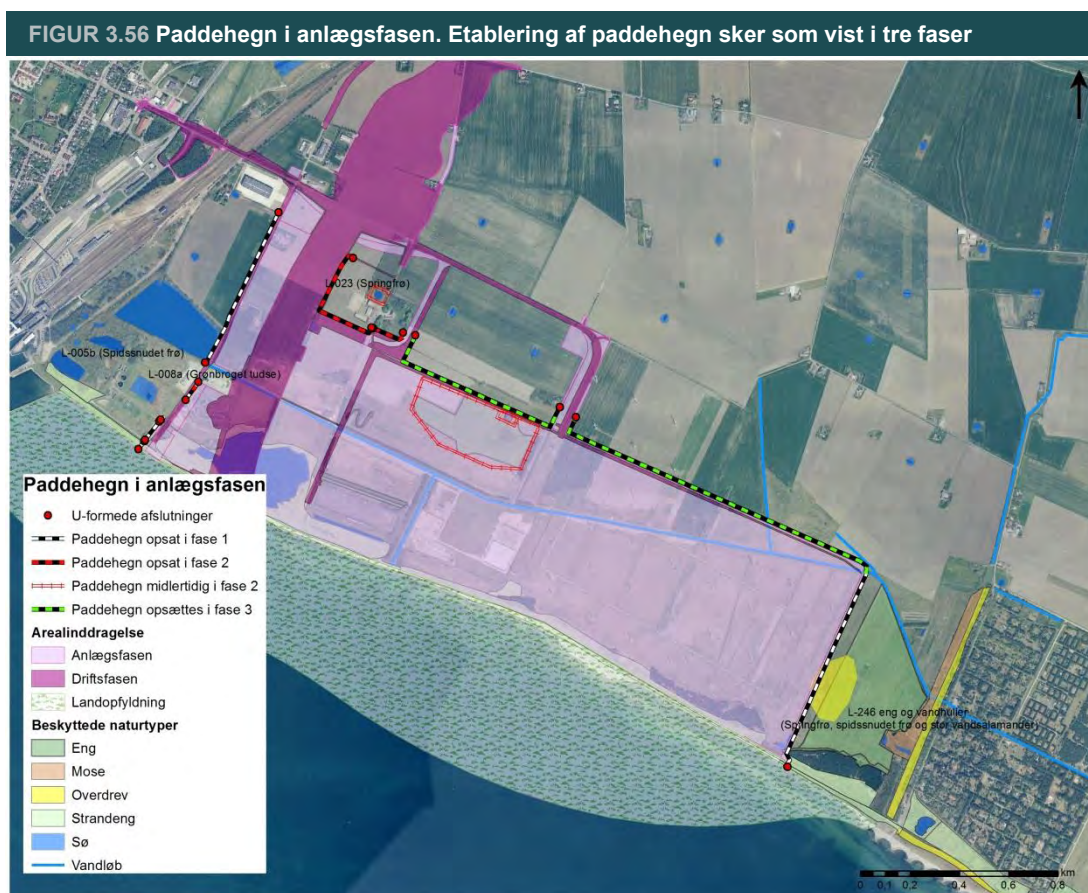 FIGUR 3.56 Paddehegn i anlægsfasen. Etablering af paddehegn sker som vist i tre faser
L-023 (Springfrø)
L-005b (Spidssnudet frø)
L-008a (Grønbroget tudse)
L-246 eng og vandhuller
(Springfrø, spidssnudet frø og stor vandsalamander)
Paddehegn i anlægsfasen
U-formede afslutninger
Paddehegn opsat i fase 1
Paddehegn opsat i fase 2
Paddehegn midlertidig i fase 2
Paddehegn opsættes i fase 3
Arealinddragelse
Anlægsfasen
Driftsfasen
Landopfyldning
Beskyttede naturtyper
Eng
Mose
Overdrev
Strandeng
Sø
Vandløb
km
0 0.1 0.2 0.4 0.6 0.8